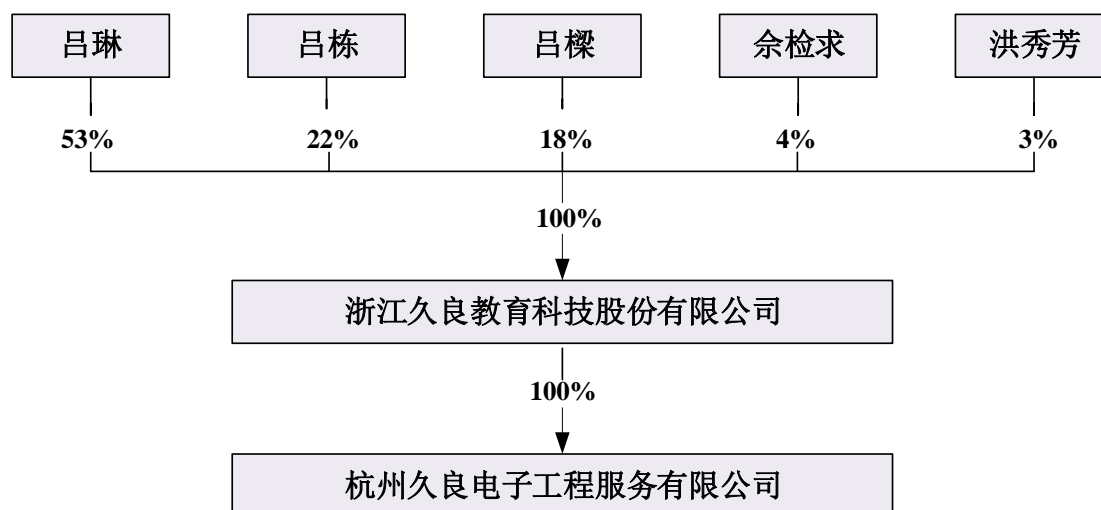 吕琳 吕栋 吕樑 佘检求 洪秀芳
53% 22% 18% 4% 3%
100%
浙江久良教育科技股份有限公司
100%
杭州久良电子工程服务有限公司